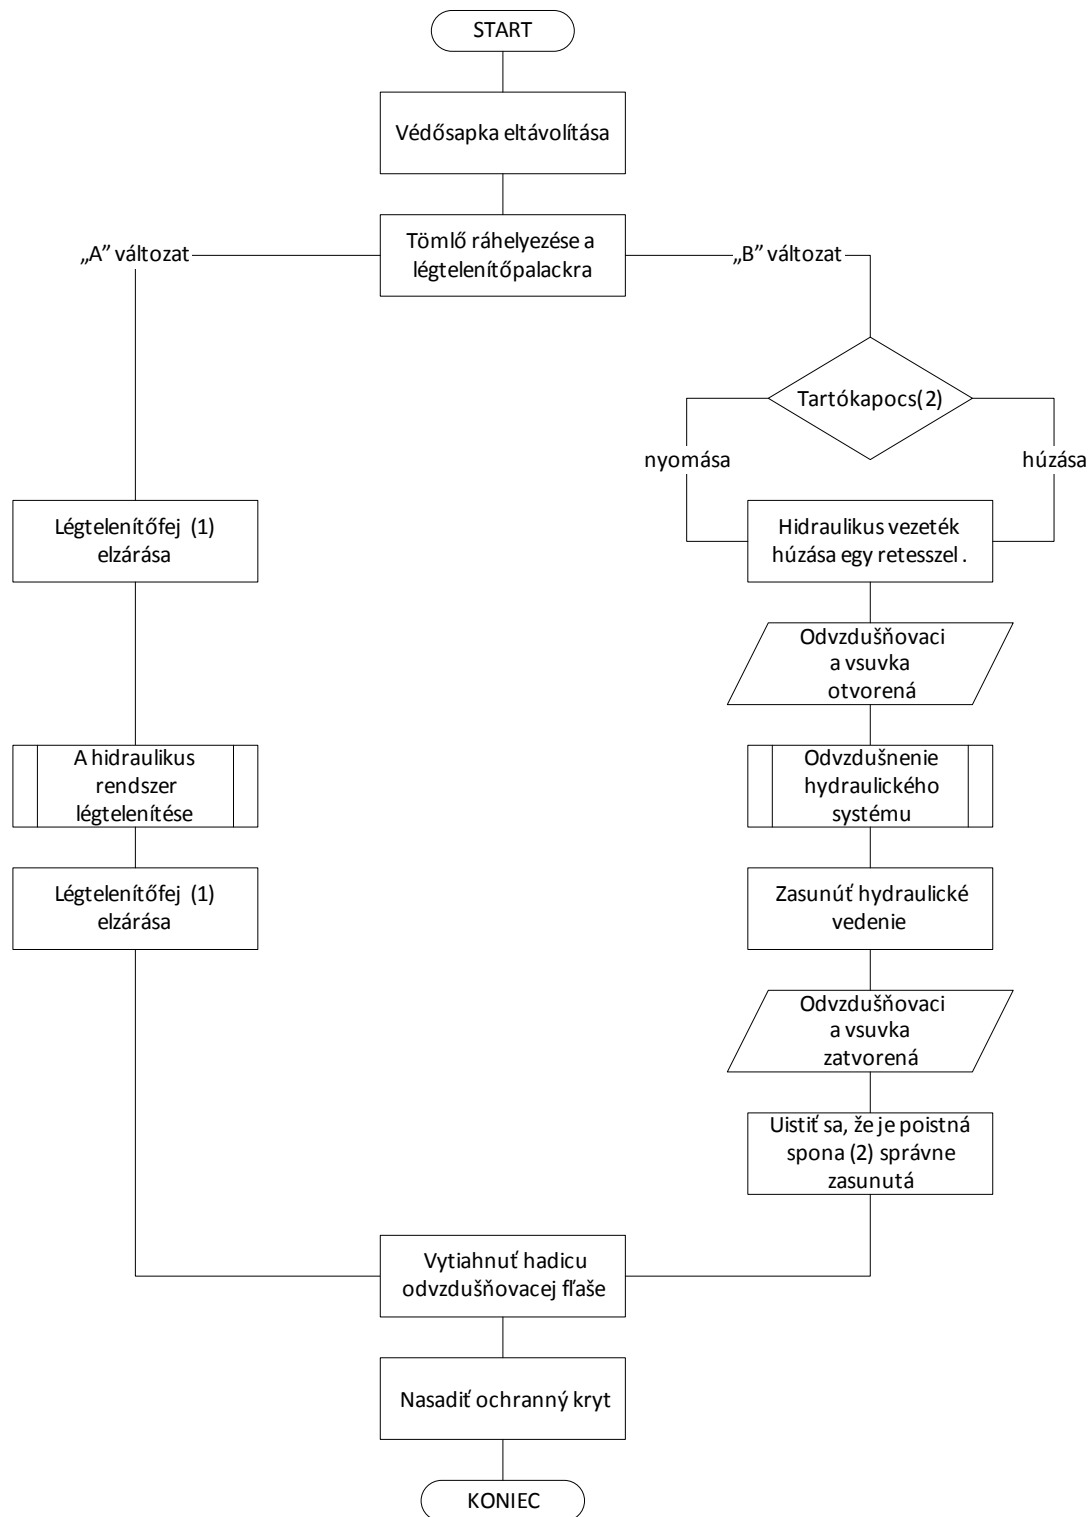 START
Védősapka eltávolítása
Tömlő ráhelyezése a
légtelenítőpalackra
„A” változat
„B” változat
Tartókapocs(2)
nyomása
húzása
Légtelenítőfej (1)
elzárása
Hidraulikus vezeték
húzása egy retesszel .
Odvzdušňovaci
a vsuvka
otvorená
A hidraulikus
rendszer
légtelenítése
Odvzdušnenie
hydraulického
systému
Légtelenítőfej (1)
elzárása
Zasunúť hydraulické
vedenie
Odvzdušňovaci
a vsuvka
zatvorená
Uistiť sa, že je poistná
spona (2) správne
zasunutá
Vytiahnuť hadicu
odvzdušňovacej fľaše
Nasadiť ochranný kryt
KONIEC